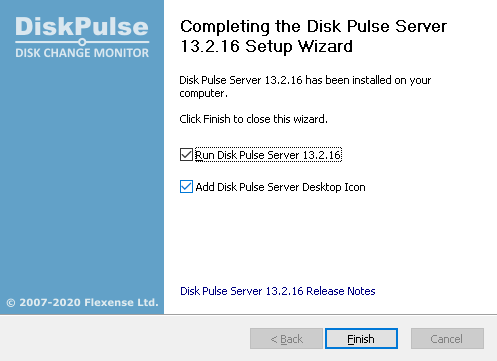 DiskPulse
DISK CHANGE MONITOR
Completing the Disk Pulse Server
13.2.16 Setup Wizard
Disk Pulse Server 13.2.16 has been installed on your
computer.
Click Finish to close this wizard.
Run Disk Pulse Server 13.2.16
Add Disk Pulse Server Desktop Icon
Disk Pulse Server 13.2.16 Release Notes
© 2007-2020 Flexense Ltd.
< Back
Finish
Cancel